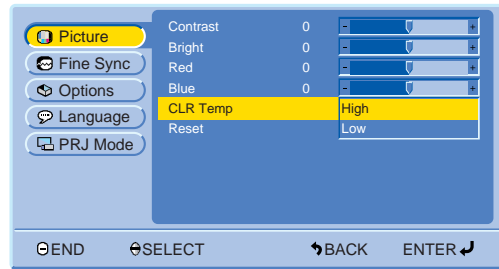 Picture
Fine Sync
Options
Language
PRJ Mode
Contrast 0 - +
Bright 0 - +
Red 0 - +
Blue 0 - +
CLR Temp High
Reset Low
END SELECT BACK ENTER